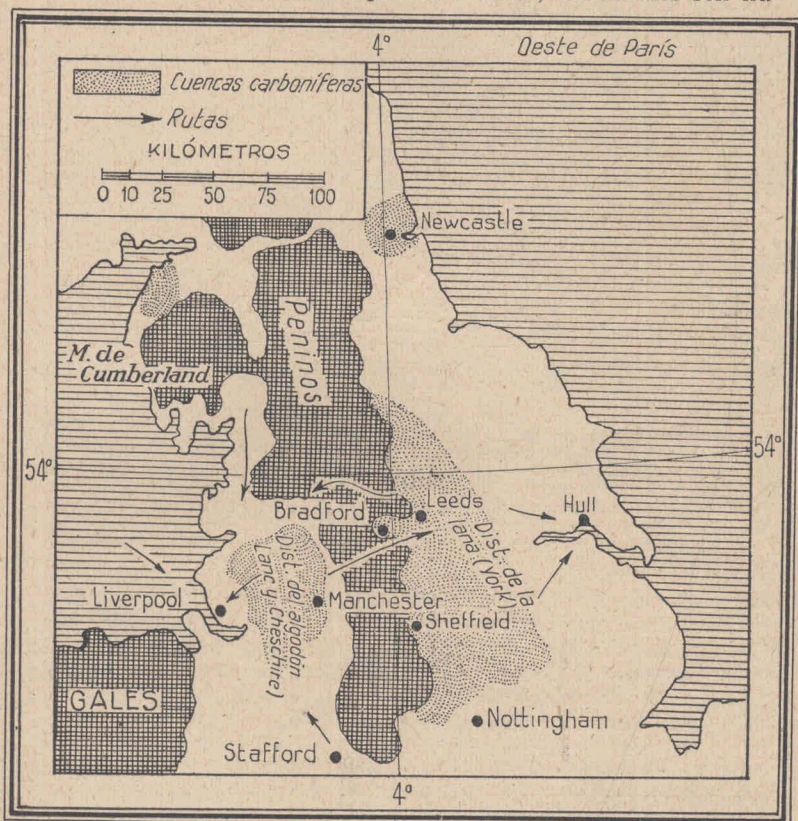 4°
Oeste de París
Cuencas carboníferas
Rutas
KILÓMETROS
0 10 25 50 75 100
Newcastle
Peninos
M. de
Cumberland
54°
54°
Leeds
Bradford
Hull
Dist. de la
lana (York)
Dist. del algodón
Lanc y Cheschire)
Liverpool
Manchester
Sheffield
GALES
Nottingham
Stafford
4°